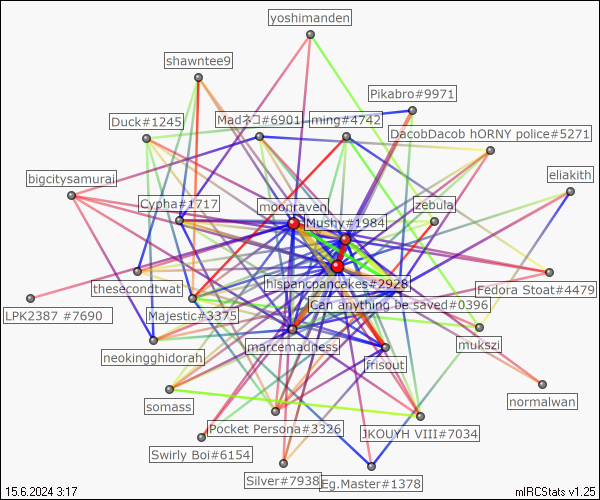 yoshimanden
shawntee9
Pikabro#9971
Duck#1245
Madネコ#6901
ming#4742
DacobDacob hORNY police#5271
bigcitysamurai
eliakith
Cypha#1717
moonraven
Mushy#1984
zebula
thesecondtwat
hispancpancakes#2928
Fedora Stoat#4479
LPK2387 #7690
Majestic#3375
Can anything be saved#0396
neokingghidorah
marcemadness
mukszi
frisout
somass
normalwan
Pocket Persona#3326
JKOUYH VIII#7034
Swirly Boi#6154
Silver#7938
Eg.Master#1378
15.6.2024 3:17
mIRCStats v1.25